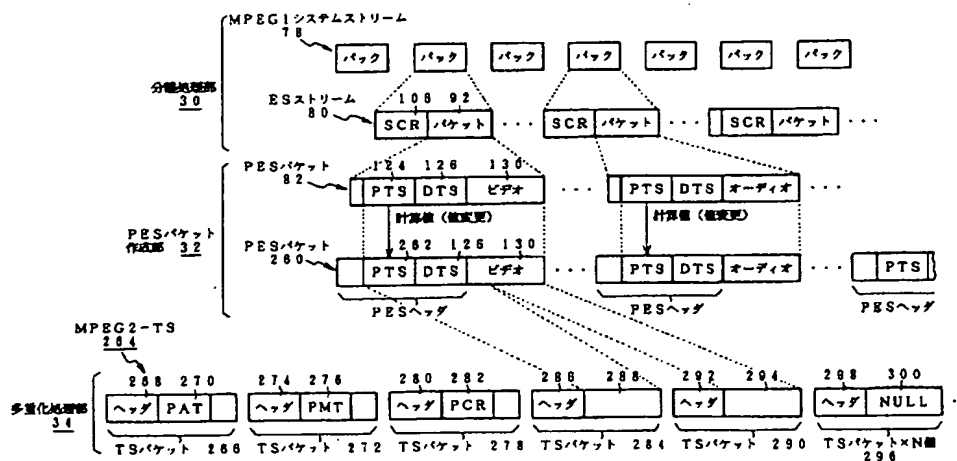 MPEG1システムストリーム
78
パック パック パック パック パック パック パック
分離処理部
30
ESストリーム
80
108 92
SCR パケット ··· SCR パケット ··· SCR パケット ···
PESパケット
82
124 126 130
PTS DTS ビデオ ··· PTS DTS オーディオ ···
計算値(値変更) 計算値(値変更)
PESパケット
作成部 32
PESパケット
260
262 126 130
PTS DTS ビデオ ··· PTS DTS オーディオ ··· PTS
PESヘッダ PESヘッダ PESヘッダ
MPEG2-TS
264
多重化処理部
34
268 270 274 276 280 282 286 288 292 294 298 300
ヘッダ PAT ヘッダ PMT ヘッダ PCR ヘッダ ヘッダ ヘッダ NULL
TSパケット 266 TSパケット 272 TSパケット 278 TSパケット 284 TSパケット 290 TSパケット×N個
296